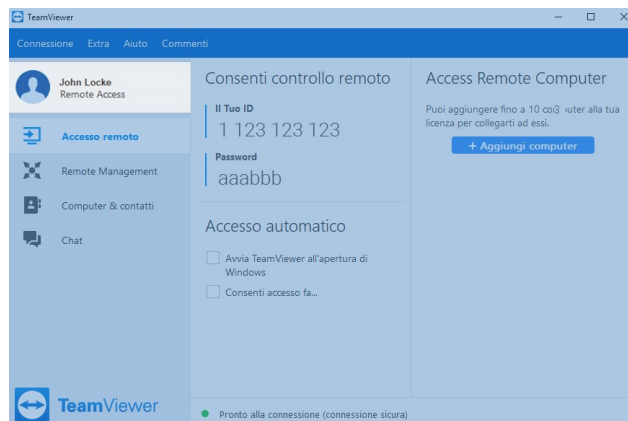 TeamViewer
Connessione Extra Aiuto Commenti
John Locke
Remote Access
Accesso remoto
Remote Management
Computer & contatti
Chat
TeamViewer
Consenti controllo remoto
Il Tuo ID
1 123 123 123
Password
aaabbb
Accesso automatico
Avvia TeamViewer all'apertura di
Windows
Consenti accesso fa...
Pronto alla connessione (connessione sicura)
Access Remote Computer
Puoi aggiungere fino a 10 alla tua
licenza per collegarti ad essi.
+ Aggiungi computer